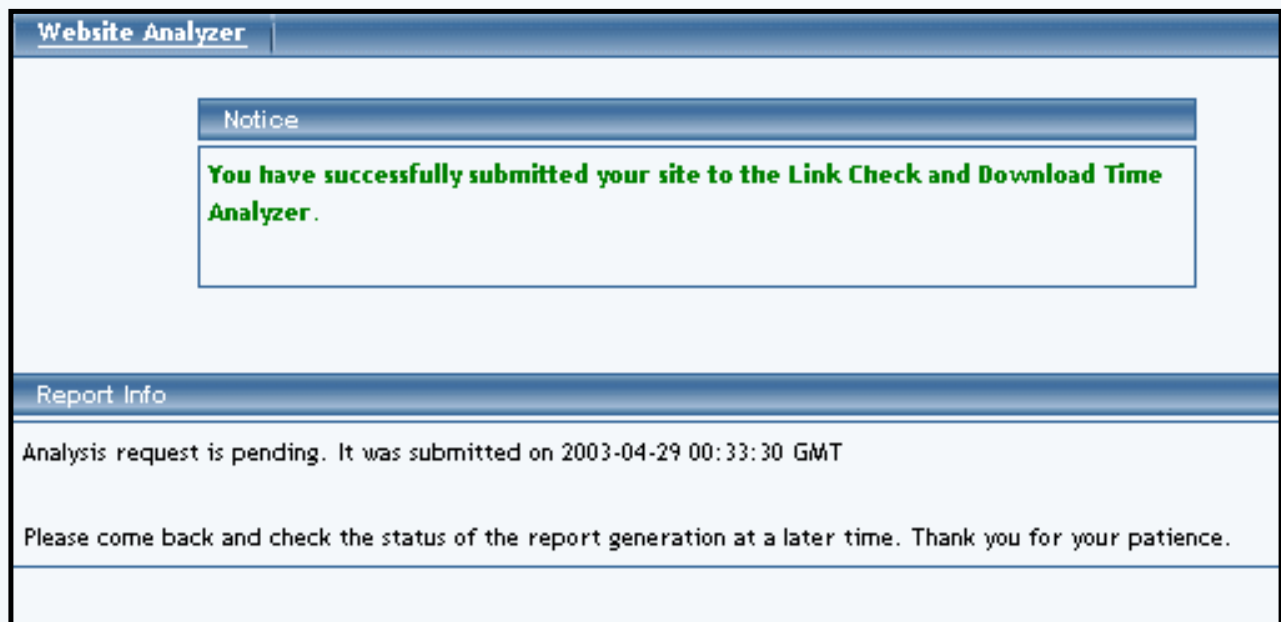 Website Analyzer
Notice
You have successfully submitted your site to the Link Check and Download Time
Analyzer.
Report Info
Analysis request is pending. It was submitted on 2003-04-29 00:33:30 GMT
Please come back and check the status of the report generation at a later time. Thank you for your patience.